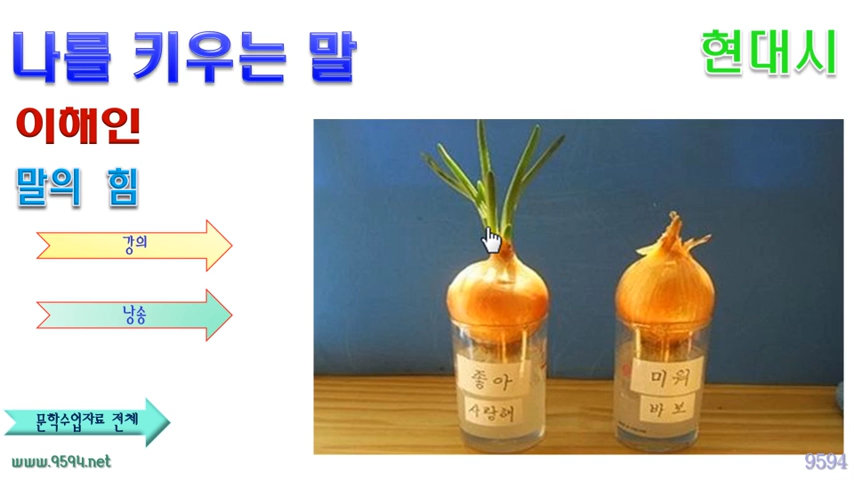 나를 키우는 말
현대시
이해인
말의 힘
강의
낭송
좋아
사랑해
미워
바보
문학수업자료 전체
www.9594.net
9594